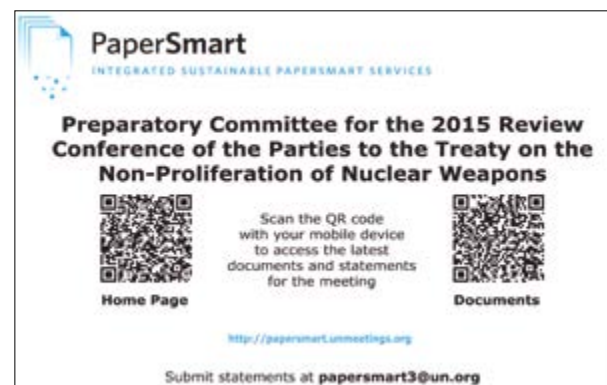 PaperSmart
INTEGRATED SUSTAINABLE PAPERSMART SERVICES
Preparatory Committee for the 2015 Review
Conference of the Parties to the Treaty on the
Non-Proliferation of Nuclear Weapons
Scan the QR code
with your mobile device
to access the latest
documents and statements
for the meeting
Home Page
Documents
http://papersmart.unmeetings.org
Submit statements at papersmart3@un.org